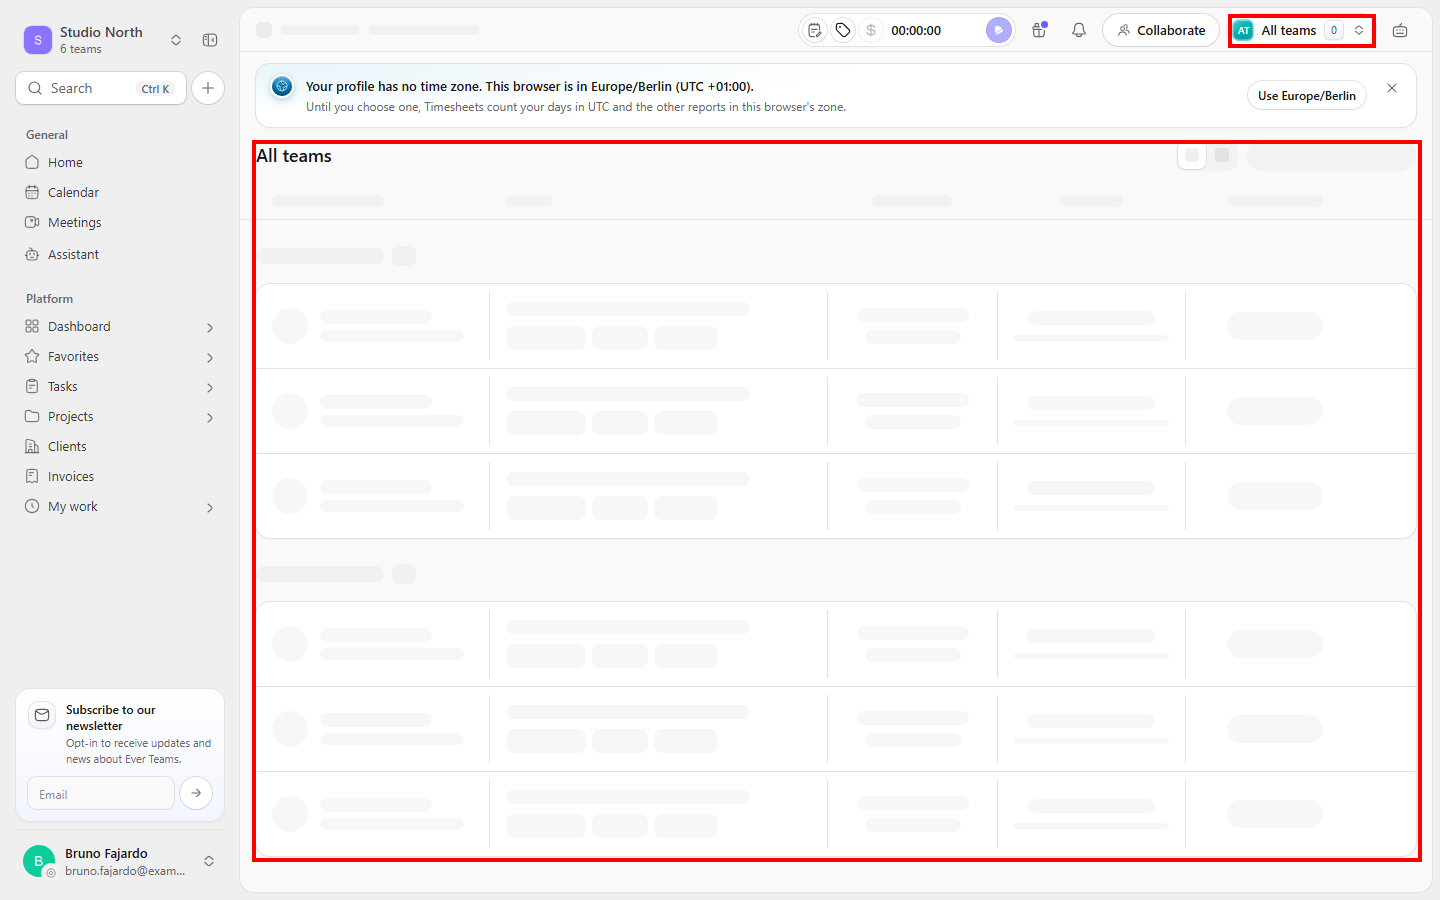 S
Studio North
6 teams
Search
Ctrl K
General
Home
Calendar
Meetings
Assistant
Platform
Dashboard
Favorites
Tasks
Projects
Clients
Invoices
My work
Subscribe to our
newsletter
Opt-in to receive updates and
news about Ever Teams.
Email
B
Bruno Fajardo
bruno.fajardo@exam...
$
00:00:00
Collaborate
AT
All teams
0
Your profile has no time zone. This browser is in Europe/Berlin (UTC +01:00).
Until you choose one, Timesheets count your days in UTC and the other reports in this browser's zone.
Use Europe/Berlin
All teams